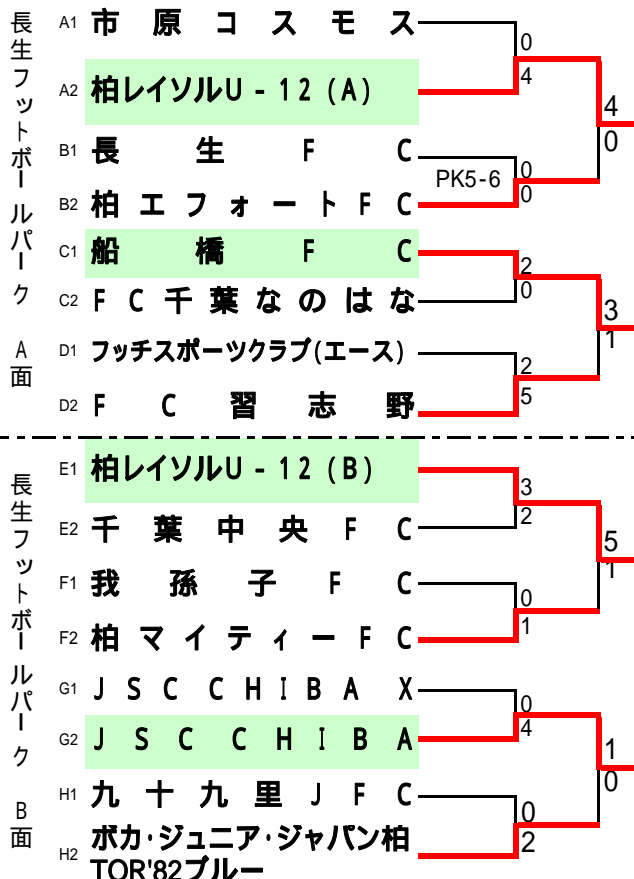 長生フットボールパーク A面
A1 市原コスモス
0
A2 柏レイソルU-12(A)
4
4
B1 長生FC
0
0
PK5-6
B2 柏エフォートFC
0
C1 船橋FC
2
C2 FC千葉なのはな
0
3
D1 フッチスポーツクラブ(エース)
2
1
D2 FC習志野
5
長生フットボールパーク B面
E1 柏レイソルU-12(B)
3
E2 千葉中央FC
2
5
F1 我孫子FC
0
1
F2 柏マイティーFC
1
G1 JSC CHIBA X
0
G2 JSC CHIBA
4
1
H1 九十九里JFC
0
0
H2 ボカ・ジュニア・ジャパン柏
TOR'82ブルー
2